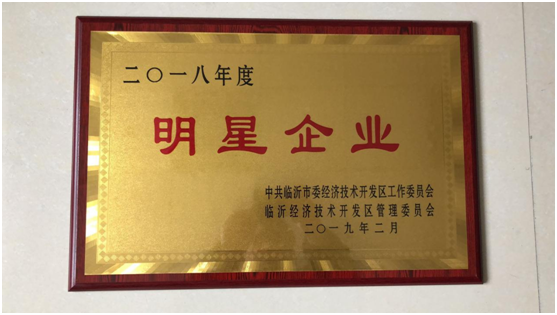 二〇一八年度
明星企业
中共临沂市委经济技术开发区工作委员会
临沂经济技术开发区管理委员会
二〇一九年二月